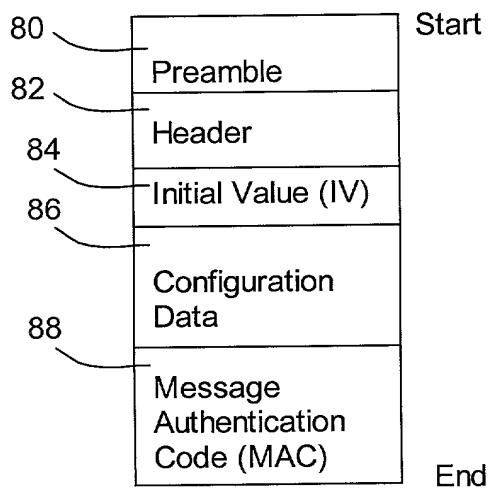 80
Start
Preamble
82
Header
84
Initial Value (IV)
86
Configuration
Data
88
Message
Authentication
Code (MAC)
End